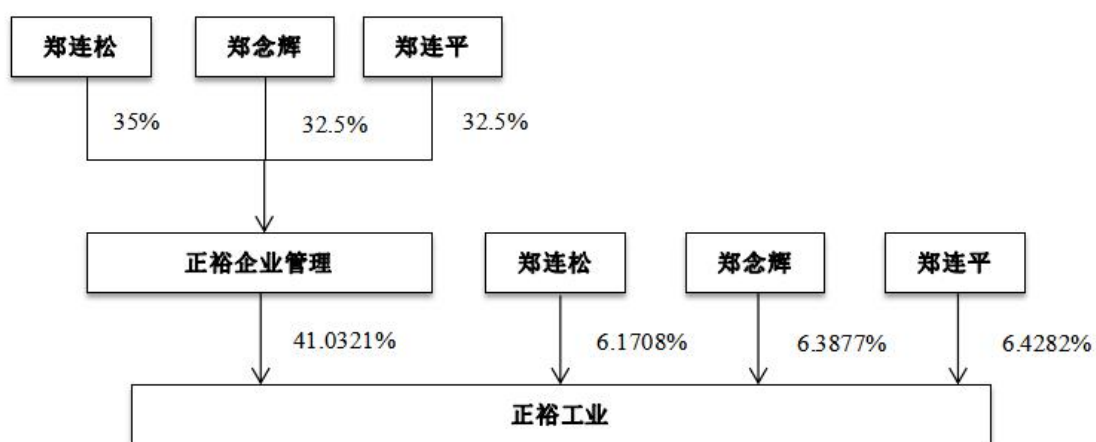 郑连松 郑念辉 郑连平
35% 32.5% 32.5%
正裕企业管理 郑连松 郑念辉 郑连平
41.0321% 6.1708% 6.3877% 6.4282%
正裕工业